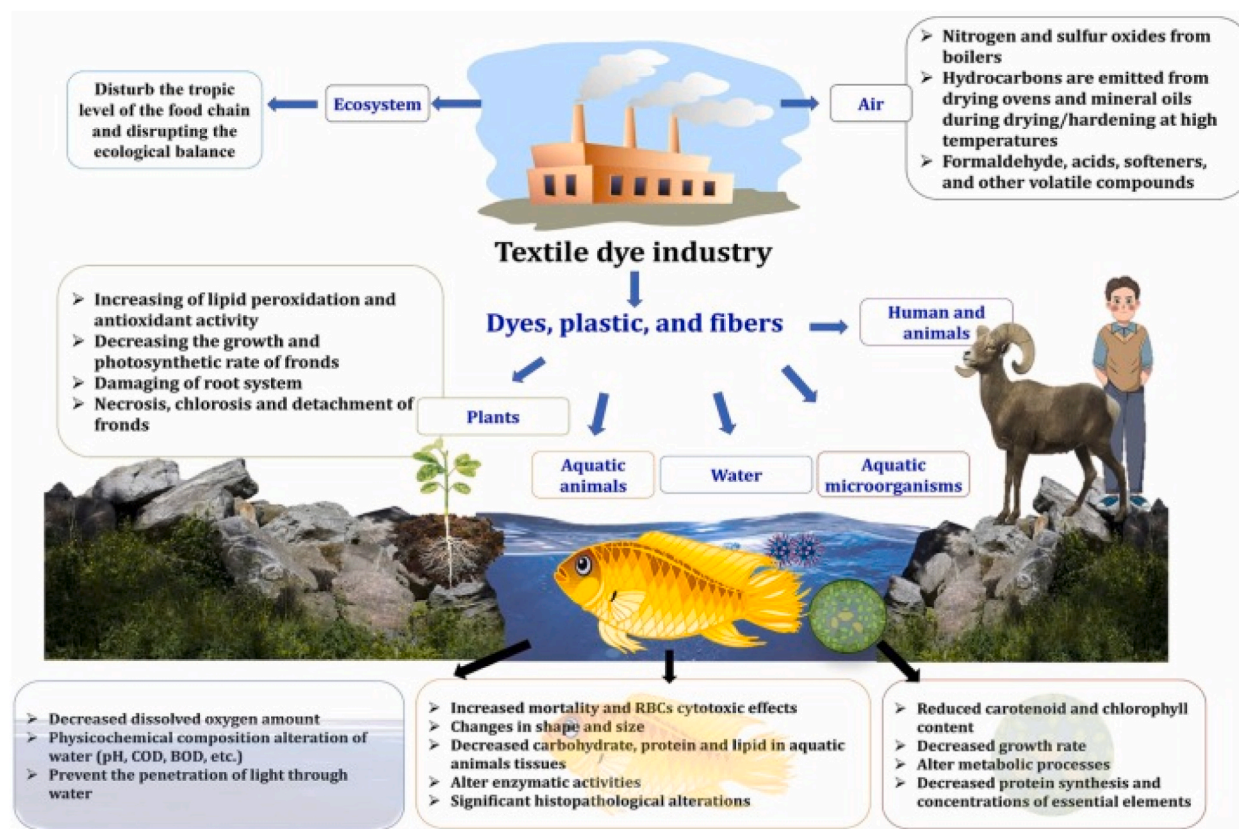 Disturb the tropic
level of the food chain
and disrupting the
ecological balance
Ecosystem
Air
➢ Nitrogen and sulfur oxides from
boilers
➢ Hydrocarbons are emitted from
drying ovens and mineral oils
during drying/hardening at high
temperatures
➢ Formaldehyde, acids, softeners,
and other volatile compounds
Textile dye industry
Dyes, plastic, and fibers
Human and
animals
➢ Increasing of lipid peroxidation and
antioxidant activity
➢ Decreasing the growth and
photosynthetic rate of fronds
➢ Damaging of root system
➢ Necrosis, chlorosis and detachment of
fronds
Plants
Aquatic
animals
Water
Aquatic
microorganisms
➢ Decreased dissolved oxygen amount
➢ Physicochemical composition alteration of
water (pH, COD, BOD, etc.)
➢ Prevent the penetration of light through
water
➢ Increased mortality and RBCs cytotoxic effects
➢ Changes in shape and size
➢ Decreased carbohydrate, protein and lipid in aquatic
animals tissues
➢ Alter enzymatic activities
➢ Significant histopathological alterations
➢ Reduced carotenoid and chlorophyll
content
➢ Decreased growth rate
➢ Alter metabolic processes
➢ Decreased protein synthesis and
concentrations of essential elements